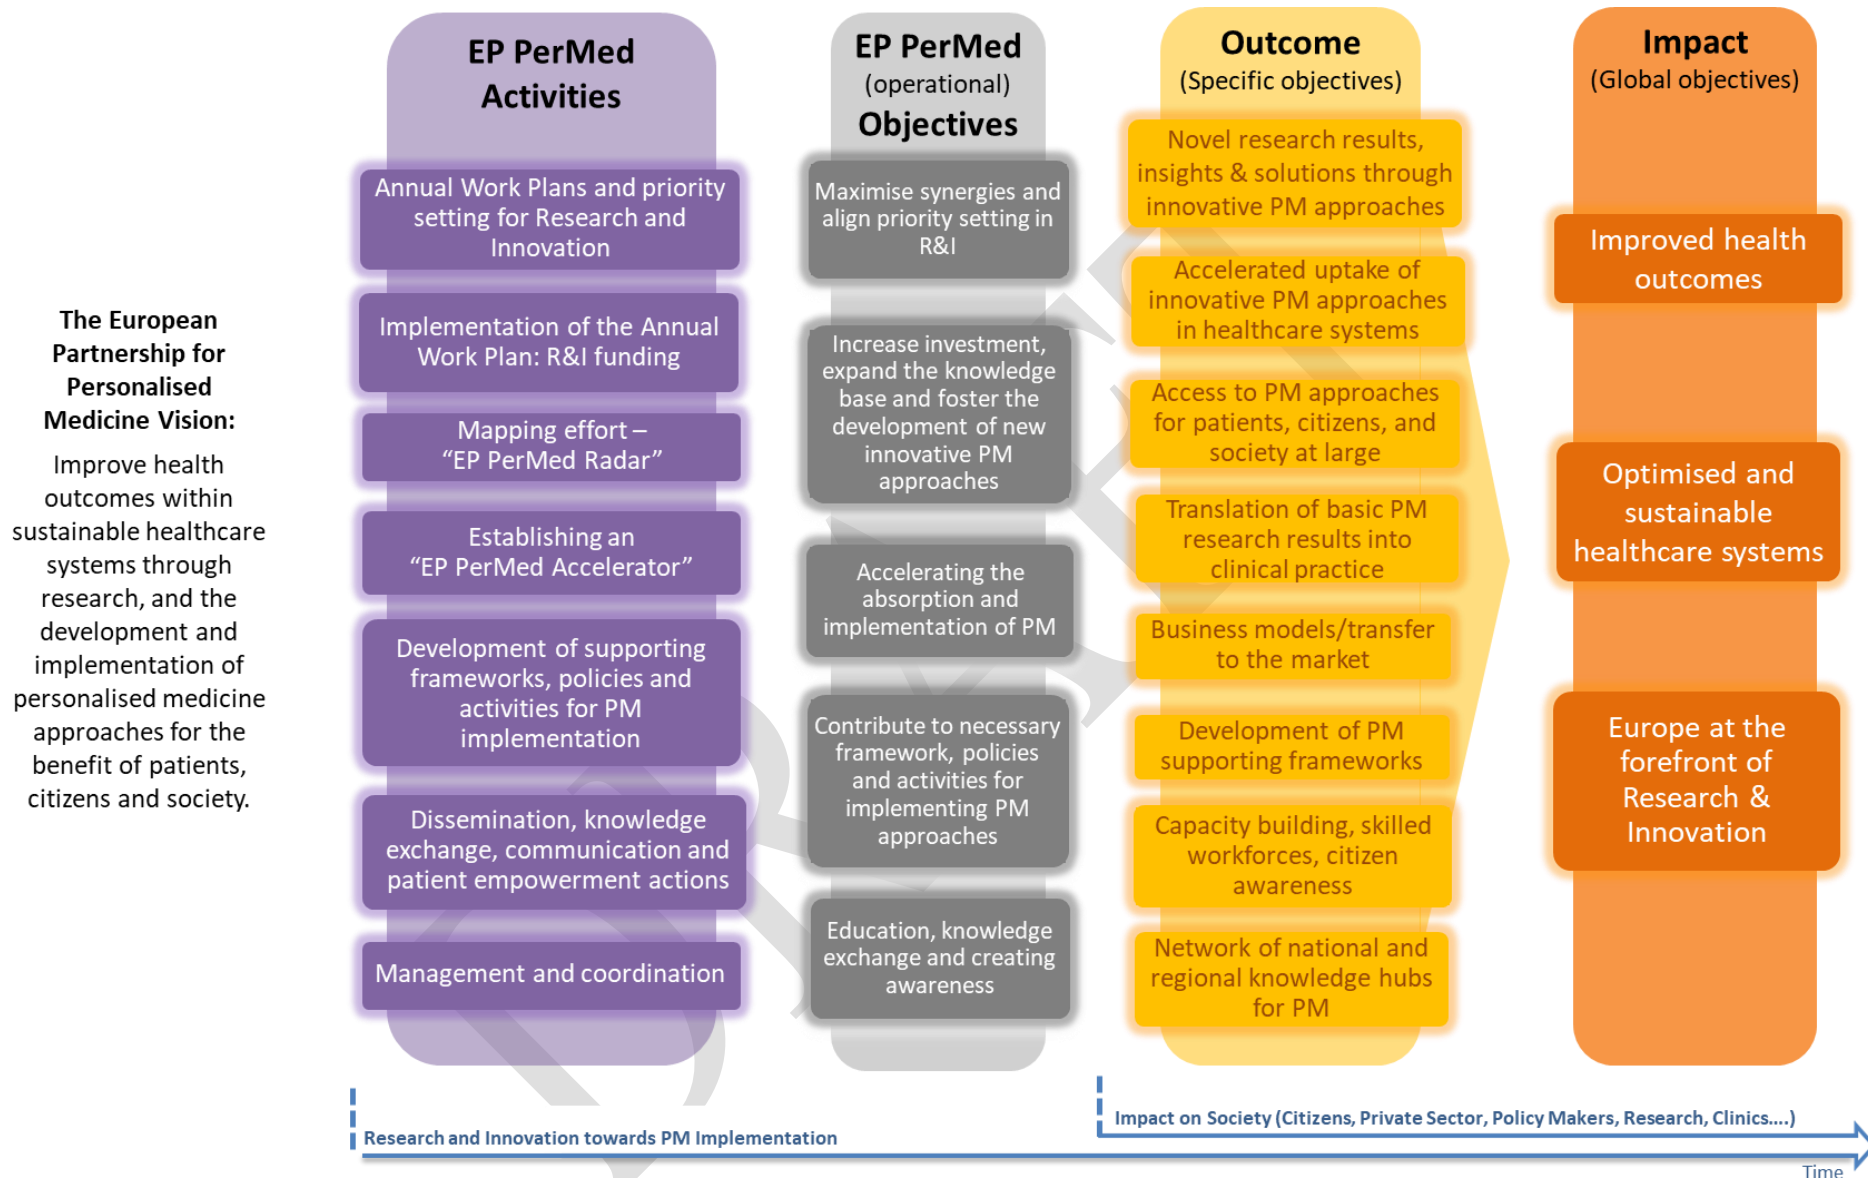 The European
Partnership for
Personalised
Medicine Vision:
Improve health
outcomes within
sustainable healthcare
systems through
research, and the
development and
implementation of
personalised medicine
approaches for the
benefit of patients,
citizens and society.
EP PerMed
Activities
Annual Work Plans and priority
setting for Research and
Innovation
Implementation of the Annual
Work Plan: R&I funding
Mapping effort –
“EP PerMed Radar”
Establishing an
“EP PerMed Accelerator”
Development of supporting
frameworks, policies and
activities for PM
implementation
Dissemination, knowledge
exchange, communication and
patient empowerment actions
Management and coordination
EP PerMed
(operational)
Objectives
Maximise synergies and
align priority setting in
R&I
Increase investment,
expand the knowledge
base and foster the
development of new
innovative PM
approaches
Accelerating the
absorption and
implementation of PM
Contribute to necessary
framework, policies
and activities for
implementing PM
approaches
Education, knowledge
exchange and creating
awareness
Outcome
(Specific objectives)
Novel research results,
insights & solutions through
innovative PM approaches
Accelerated uptake of
innovative PM approaches
in healthcare systems
Access to PM approaches
for patients, citizens, and
society at large
Translation of basic PM
research results into
clinical practice
Business models/transfer
to the market
Development of PM
supporting frameworks
Capacity building, skilled
workforces, citizen
awareness
Network of national and
regional knowledge hubs
for PM
Impact
(Global objectives)
Improved health
outcomes
Optimised and
sustainable
healthcare systems
Europe at the
forefront of
Research &
Innovation
Research and Innovation towards PM Implementation
Impact on Society (Citizens, Private Sector, Policy Makers, Research, Clinics....)
Time
DRAFT